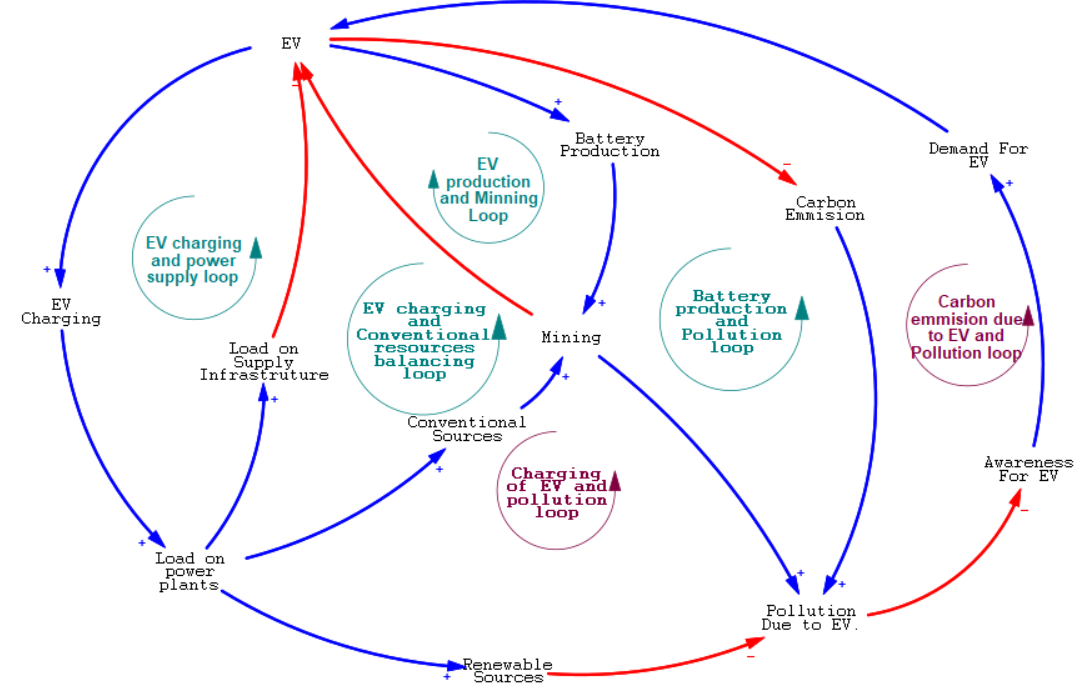 EV
Battery
Production
Demand For
EV
Carbon
Emmision
EV
production
and Minning
Loop
EV charging
and power
supply loop
EV
Charging
Load on
Supply
Infrastruture
EV charging
and
Conventional
resources
balancing
loop
Mining
Battery
production
and
Pollution
loop
Carbon
emmision due
to EV and
Pollution loop
Conventional
Sources
Charging
of EV and
pollution
loop
Awareness
For EV
Load on
power
plants
Pollution
Due to EV.
Renewable
Sources